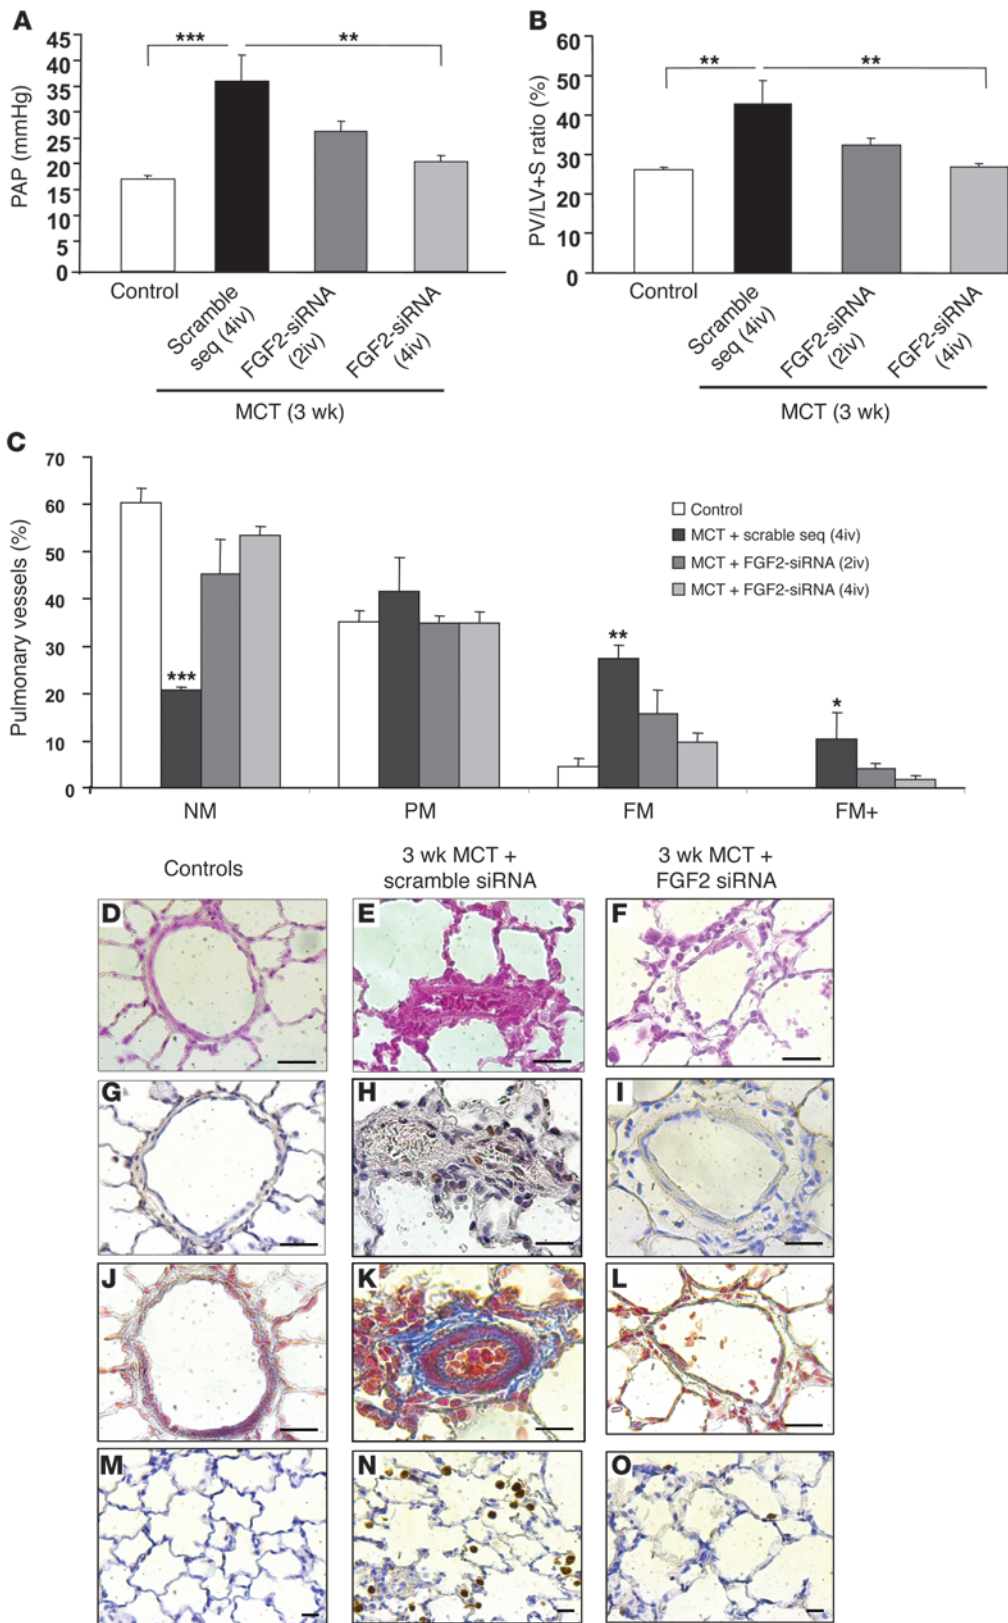 A
PAP (mmHg)
45
40
35
30
25
20
15
10
5
0
***
**
Control
Scramble seq (4iv)
FGF2-siRNA (2iv)
FGF2-siRNA (4iv)
MCT (3 wk)
B
PV/LV+S ratio (%)
60
50
40
30
20
10
0
**
**
Control
Scramble seq (4iv)
FGF2-siRNA (2iv)
FGF2-siRNA (4iv)
MCT (3 wk)
C
Pulmonary vessels (%)
70
60
50
40
30
20
10
0
***
**
*
Control
MCT + scrable seq (4iv)
MCT + FGF2-siRNA (2iv)
MCT + FGF2-siRNA (4iv)
NM
PM
FM
FM+
Controls
3 wk MCT +
scramble siRNA
3 wk MCT +
FGF2 siRNA
D
E
F
G
H
I
J
K
L
M
N
O